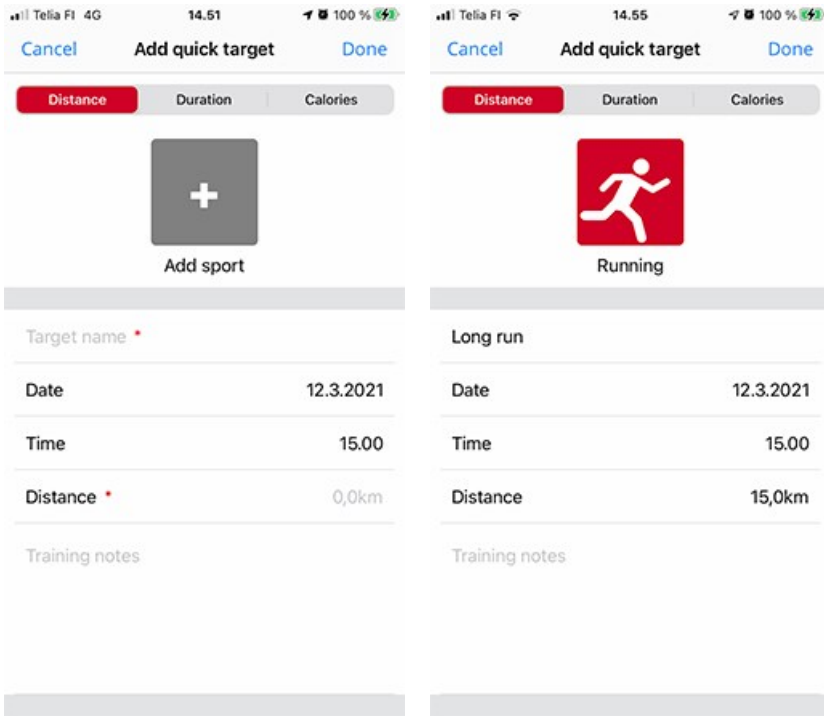 Telia FI 4G 14.51 100 %
Cancel Add quick target Done
Distance Duration Calories
Add sport
Target name *
Date 12.3.2021
Time 15.00
Distance * 0,0km
Training notes
Telia FI 14.55 100 %
Cancel Add quick target Done
Distance Duration Calories
Running
Long run
Date 12.3.2021
Time 15.00
Distance 15,0km
Training notes